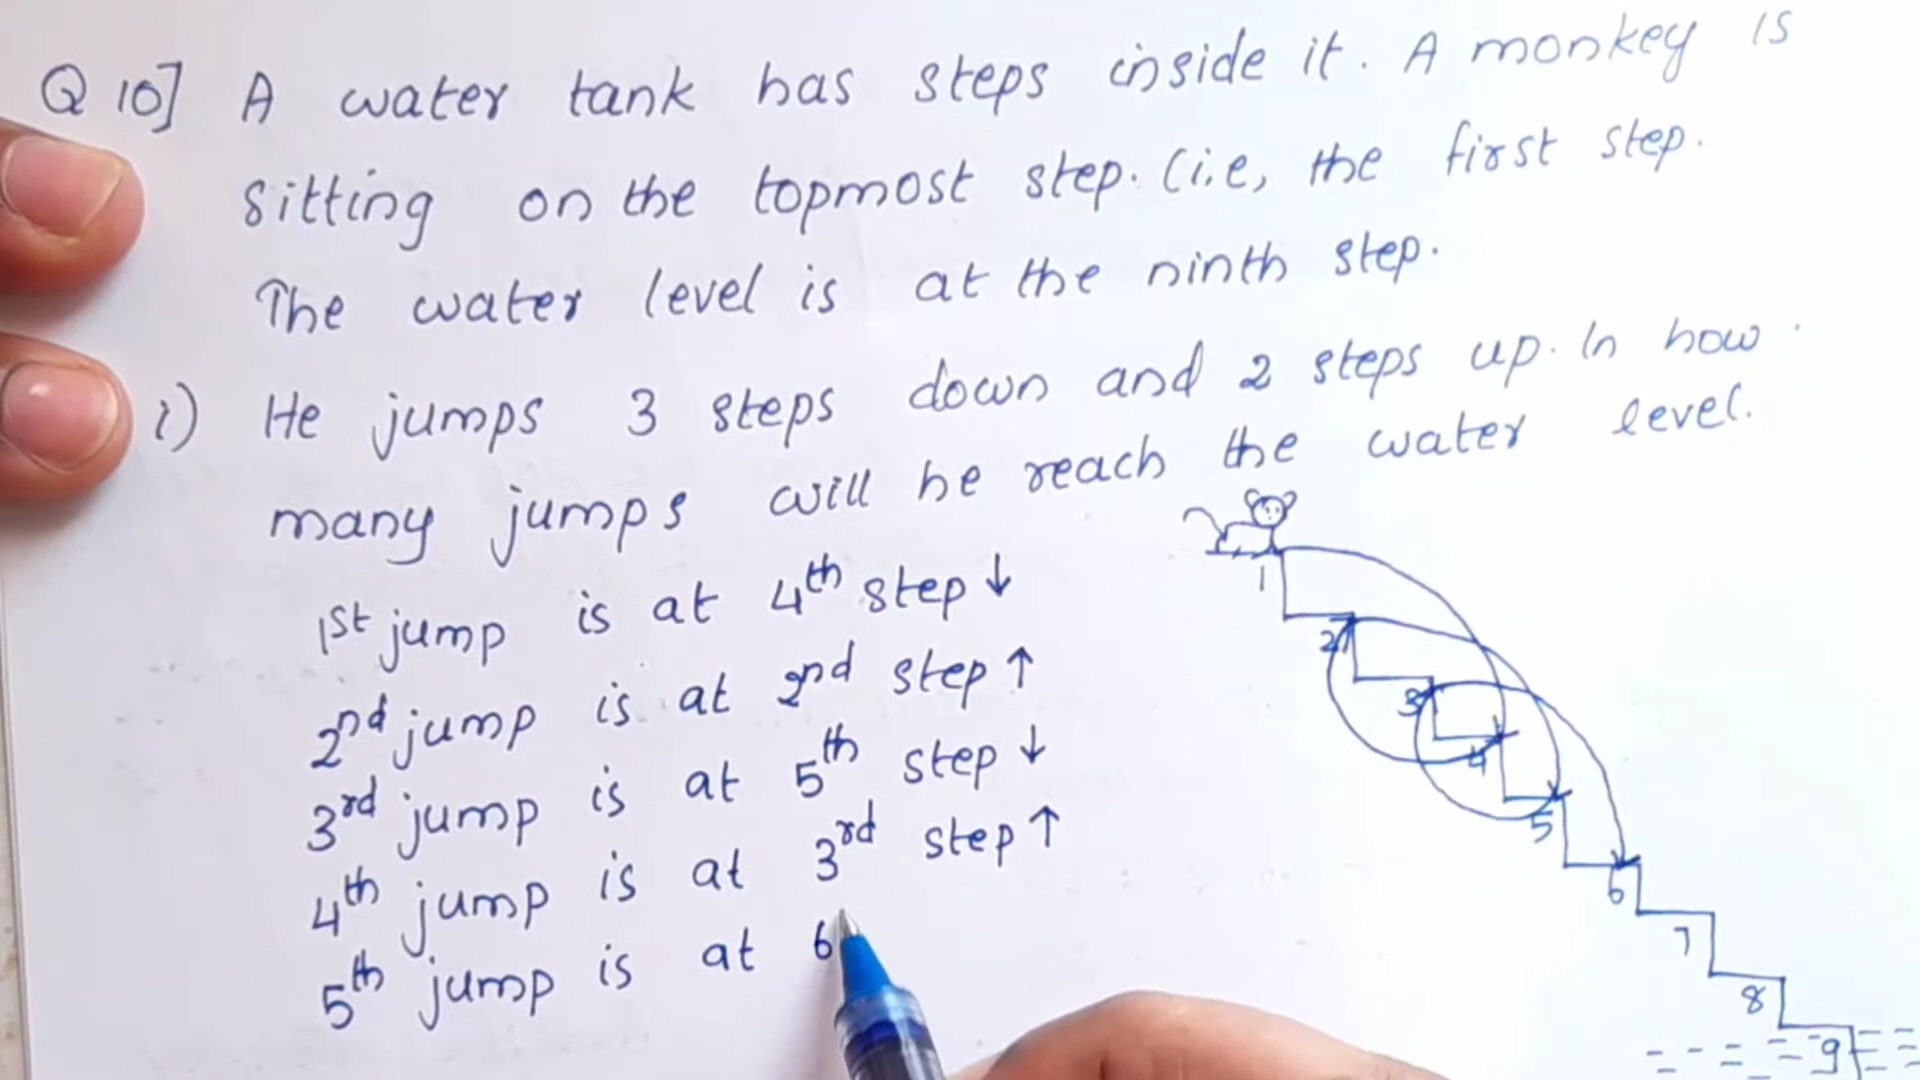 Q 10] A water tank has steps inside it. A monkey is
sitting on the topmost step. (i.e, the first step.
The water level is at the ninth step.
i) He jumps 3 steps down and 2 steps up. In how
many jumps will he reach the water level.
1st jump is at 4th step ↓
2nd jump is at 2nd step ↑
3rd jump is at 5th step ↓
4th jump is at 3rd step ↑
5th jump is at 6
1
2
3
4
5
6
7
8
9